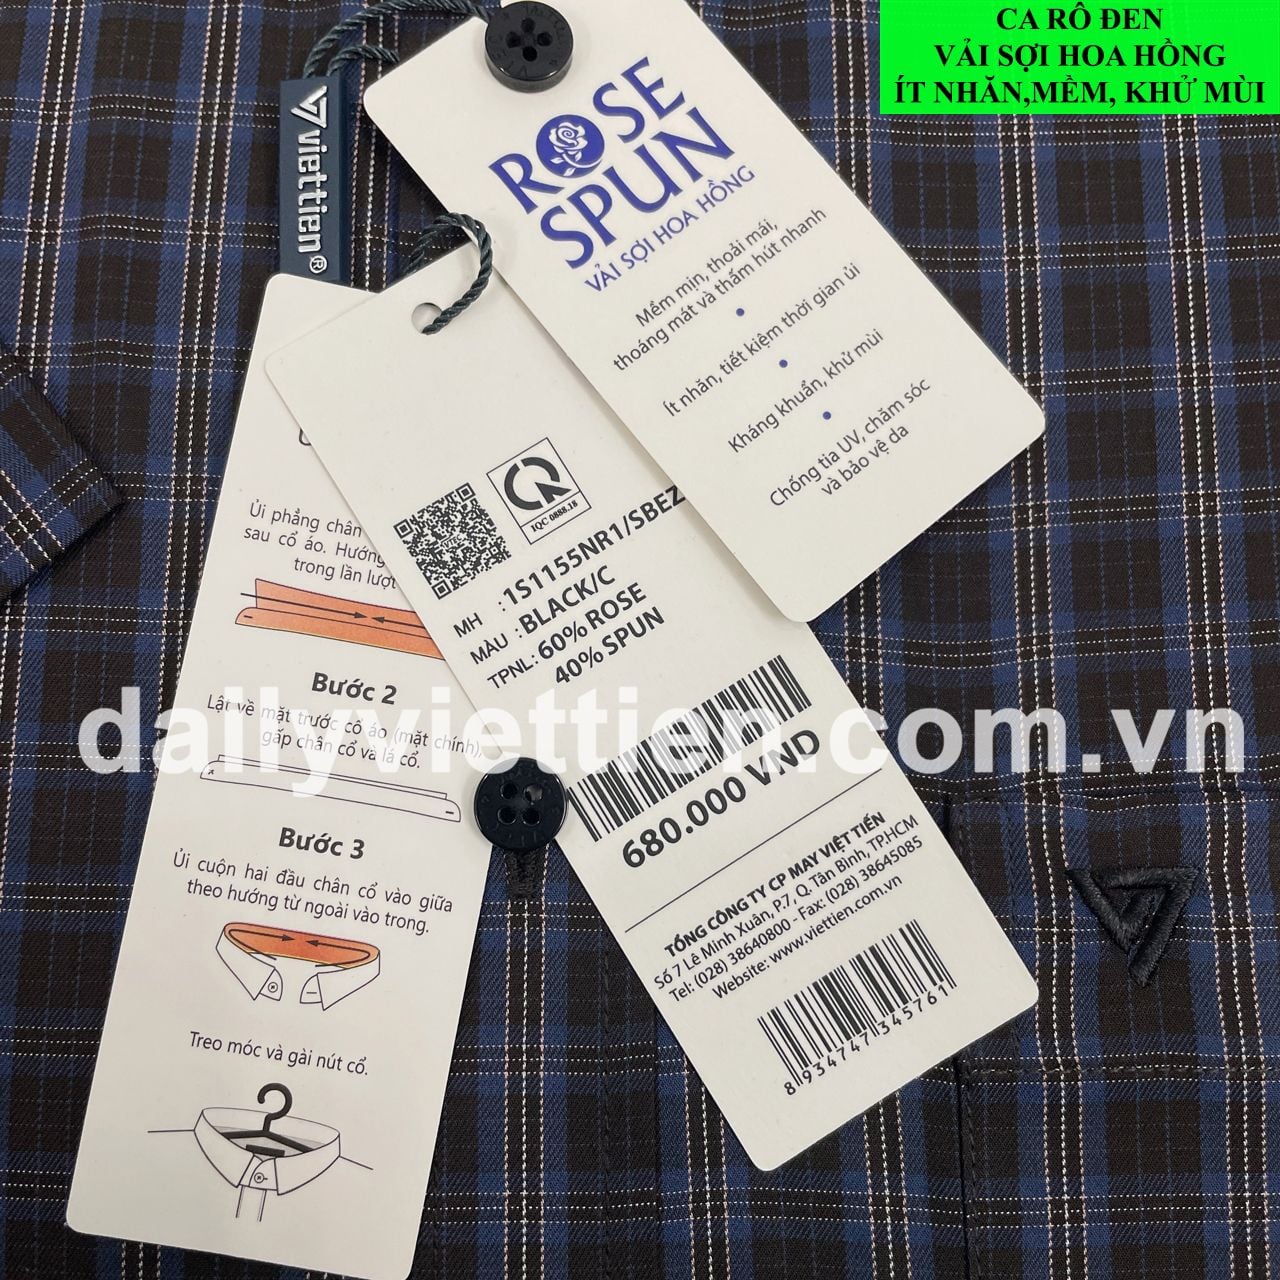 CA RÔ ĐEN
VẢI SỢI HOA HỒNG
ÍT NHĂN,MỀM, KHỬ MÙI
viettien®
ROSE
SPUN
VẢI SỢI HOA HỒNG
Mềm mịn, thoải mái,
thoáng mát và thấm hút nhanh
Ít nhăn, tiết kiệm thời gian ủi
Kháng khuẩn, khử mùi
Chống tia UV, chăm sóc
và bảo vệ da
IQC 0888.18
MH : 1S1155NR1/SBEZ
MÀU : BLACK/C
TPNL: 60% ROSE
40% SPUN
680.000 VND
TỔNG CÔNG TY CP MAY VIỆT TIẾN
Số 7 Lê Minh Xuân, P.7, Q. Tân Bình, TP.HCM
Tel: (028) 38640800 - Fax: (028) 38645085
Website: www.viettien.com.vn
8 934747 345761
Ủi phẳng chân
sau cổ áo. Hướng
trong lần lượt
Bước 2
Lật về mặt trước cổ áo (mặt chính),
gấp chân cổ và lá cổ.
Bước 3
Ủi cuộn hai đầu chân cổ vào giữa
theo hướng từ ngoài vào trong.
Treo móc và gài nút cổ.
dailyviettien.com.vn